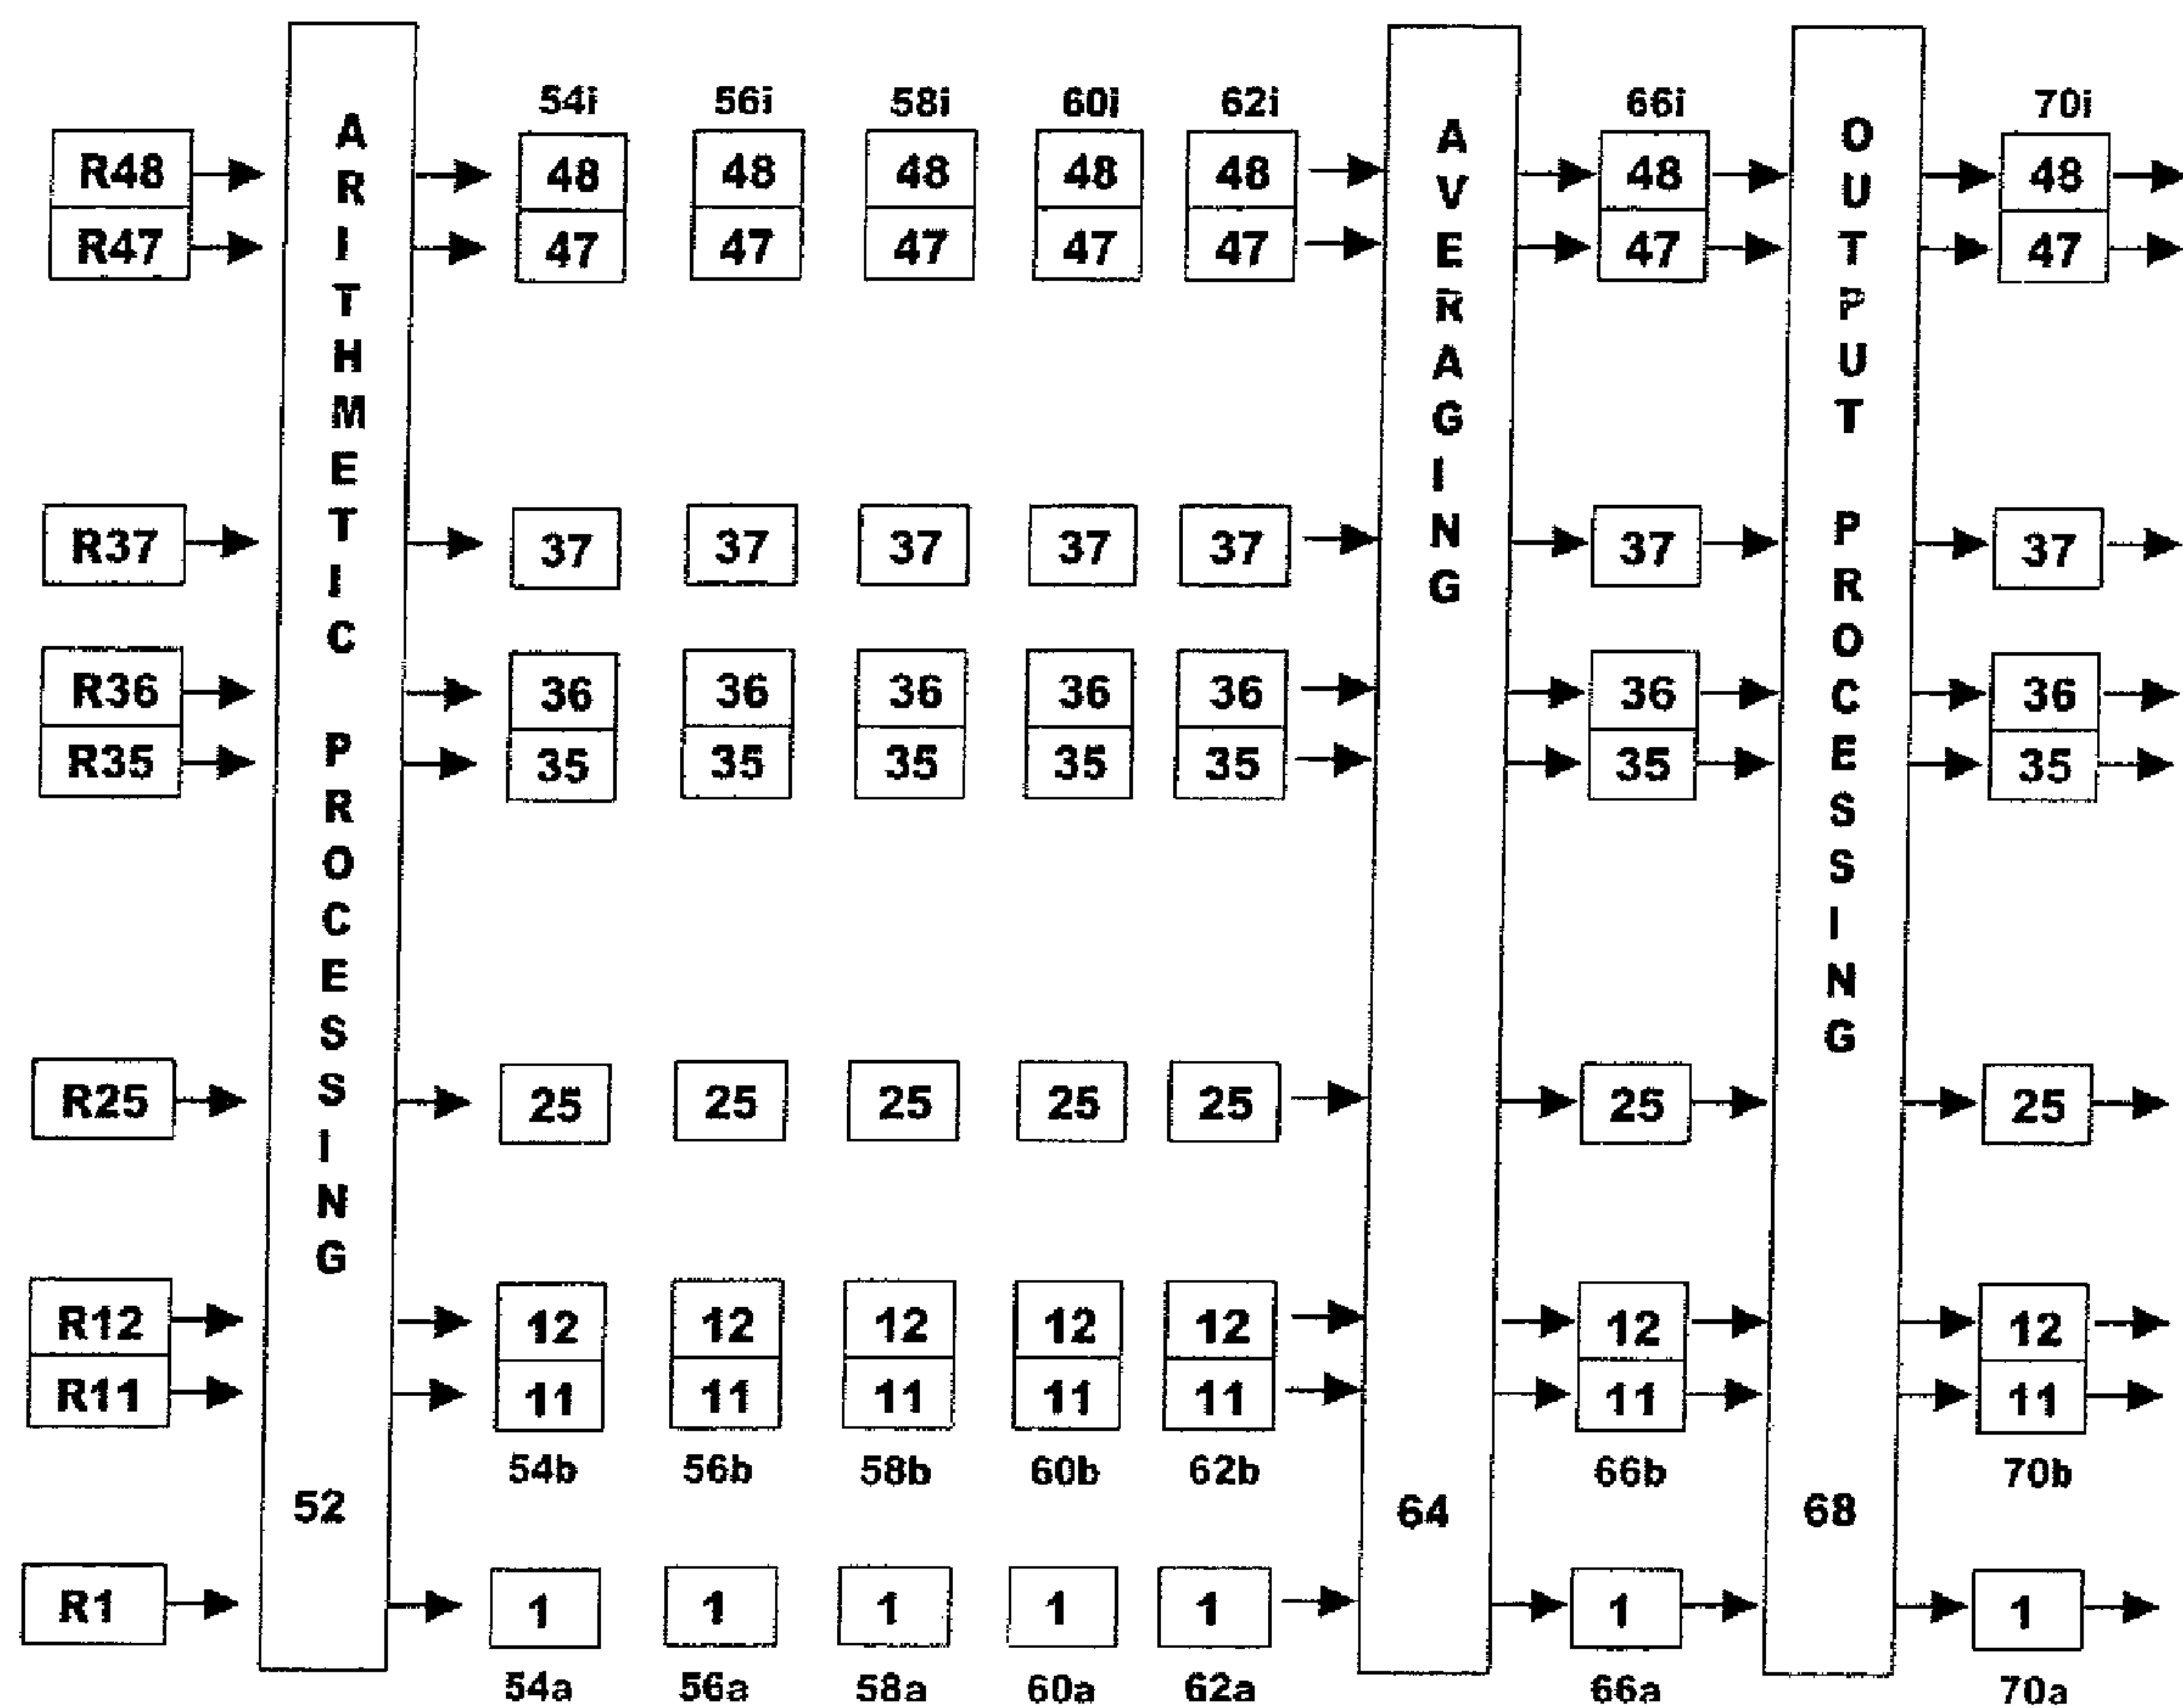 54i 56i 58i 60i 62i 66i 70i
R48 48 48 48 48 48 48 48
R47 47 47 47 47 47 47 47
R37 37 37 37 37 37 37 37
R36 36 36 36 36 36 36 36
R35 35 35 35 35 35 35 35
R25 25 25 25 25 25 25 25
R12 12 12 12 12 12 12 12
R11 11 11 11 11 11 11 11
54b 56b 58b 60b 62b 66b 70b
R1 1 1 1 1 1 1 1
54a 56a 58a 60a 62a 66a 70a
ARITHMETIC PROCESSING
52
AVERAGING
64
OUTPUT PROCESSING
68